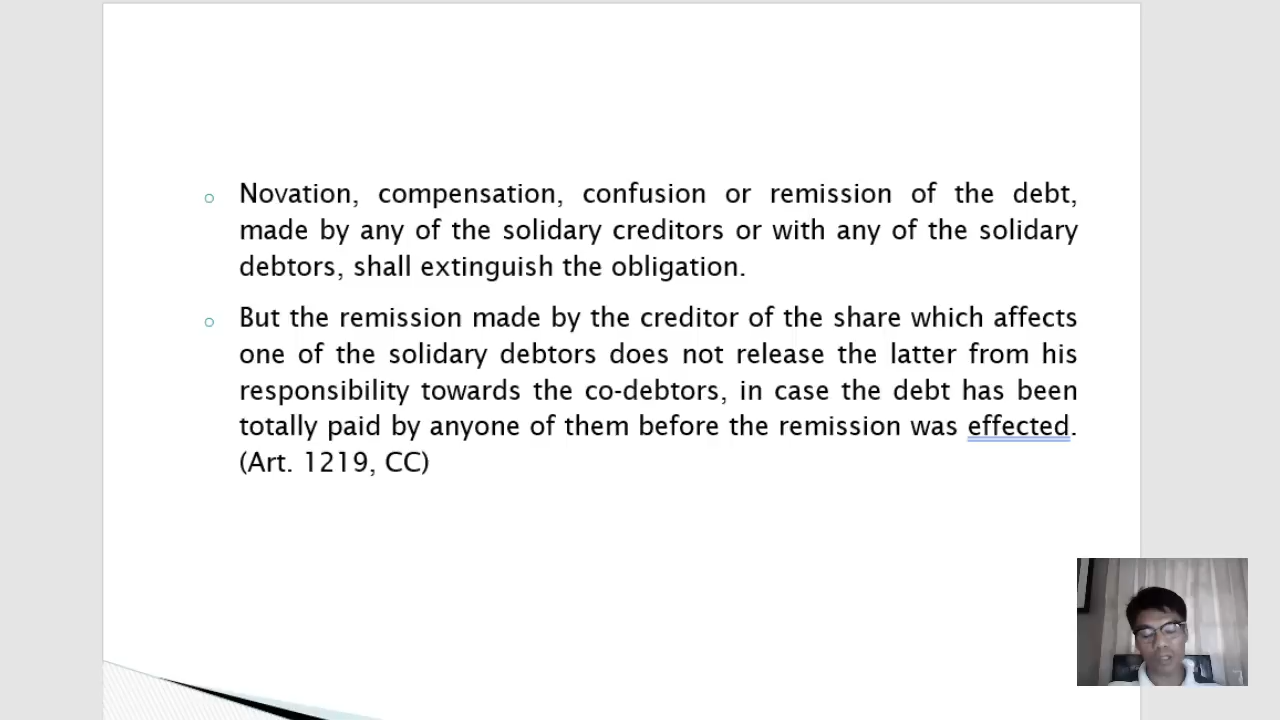 Novation, compensation, confusion or remission of the debt,
made by any of the solidary creditors or with any of the solidary
debtors, shall extinguish the obligation.
But the remission made by the creditor of the share which affects
one of the solidary debtors does not release the latter from his
responsibility towards the co-debtors, in case the debt has been
totally paid by anyone of them before the remission was effected.
(Art. 1219, CC)